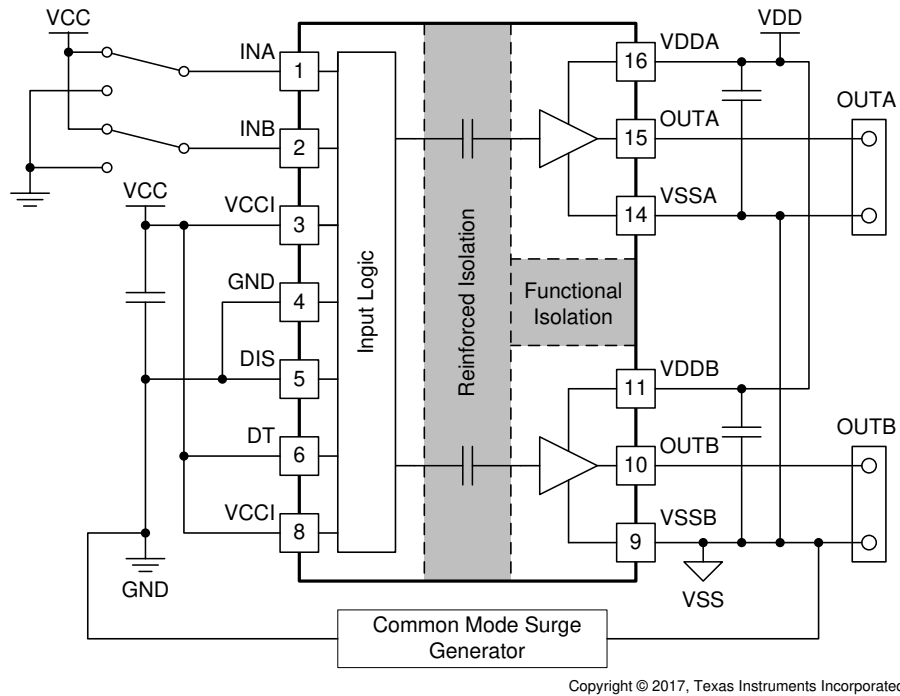 VCC
INA
1
INB
2
VCC
VCCI
3
GND
4
DIS
5
DT
6
VCCI
8
GND
Input Logic
Reinforced Isolation
Functional
Isolation
VDD
16
VDDA
15
OUTA
14
VSSA
OUTA
11
VDDB
10
OUTB
9
VSSB
OUTB
VSS
Common Mode Surge
Generator
Copyright © 2017, Texas Instruments Incorporated